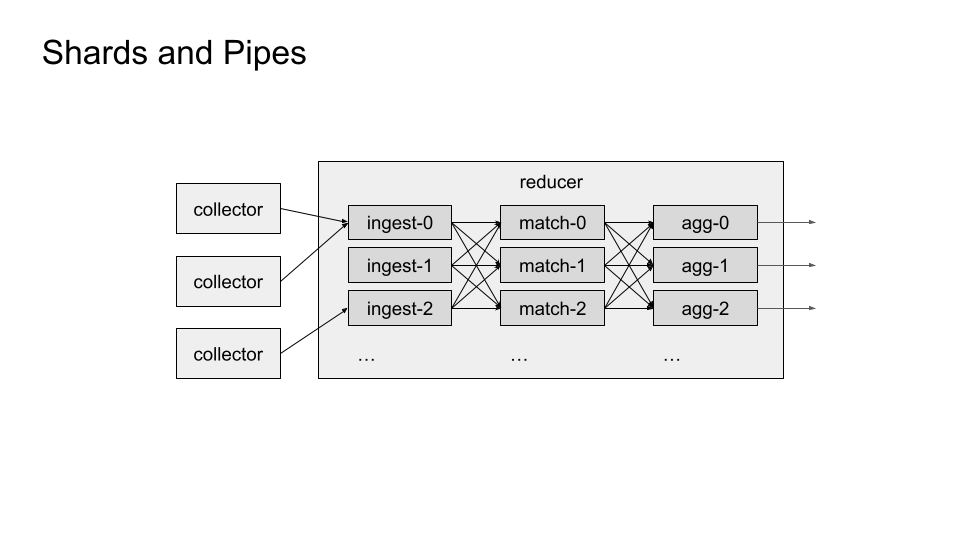 Shards and Pipes
reducer
collector
collector
collector
ingest-0
match-0
agg-0
ingest-1
match-1
agg-1
ingest-2
match-2
agg-2
...
...
...